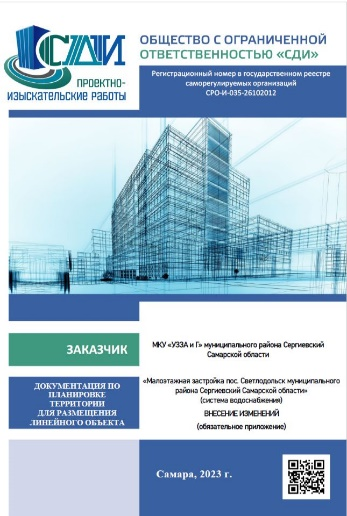 СДИ
ПРОЕКТНО-
ИЗЫСКАТЕЛЬСКИЕ РАБОТЫ
ОБЩЕСТВО С ОГРАНИЧЕННОЙ
ОТВЕТСТВЕННОСТЬЮ «СДИ»
Регистрационный номер в государственном реестре
саморегулируемых организаций
СРО-И-035-26102012
ЗАКАЗЧИК
МКУ «УЗЗА и Г» муниципального района Сергиевский
Самарской области
ДОКУМЕНТАЦИЯ ПО
ПЛАНИРОВКЕ
ТЕРРИТОРИИ
ДЛЯ РАЗМЕЩЕНИЯ
ЛИНЕЙНОГО ОБЪЕКТА
«Малоэтажная застройка пос. Светлодольск муниципального
района Сергиевский Самарской области»
(система водоснабжения)
ВНЕСЕНИЕ ИЗМЕНЕНИЙ
(обязательное приложение)
Самара, 2023 г.